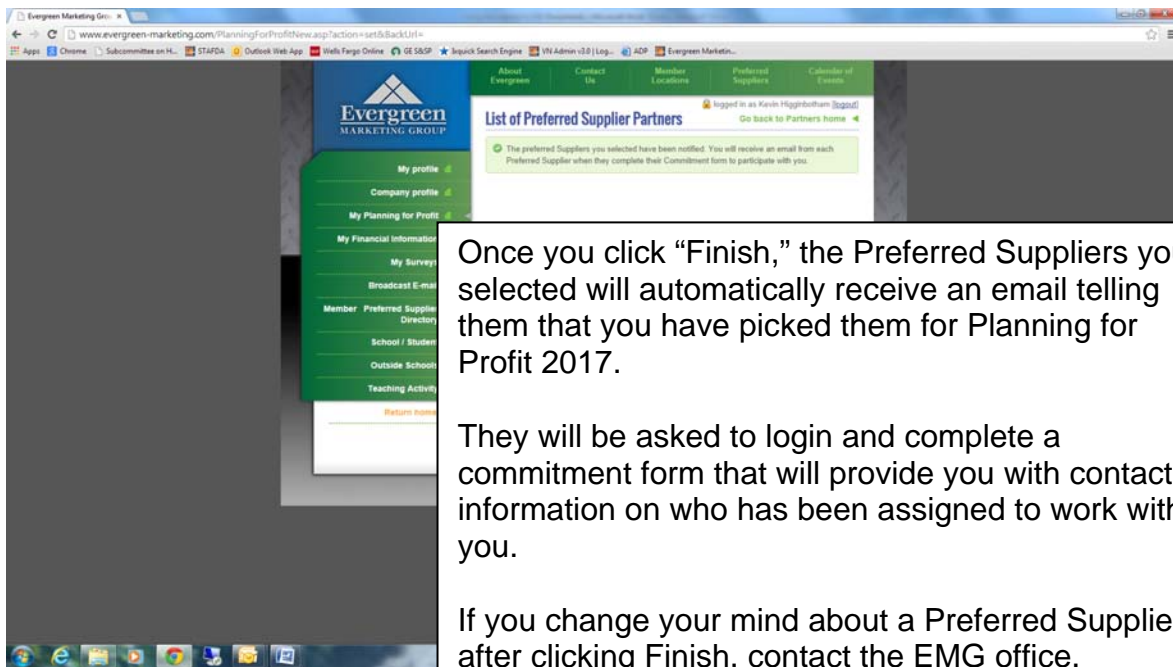 Evergreen Marketing Gro
www.evergreen-marketing.com/PlanningForProfitNew.asp?action=set&BackUrl=
Apps Chrome Subcommittee on H... STAFDA Outlook Web App Wells Fargo Online GE S&SP Ixquick Search Engine VN Admin v3.0 | Log... ADP Evergreen Marketin...
About Evergreen
Contact Us
Member Locations
Preferred Suppliers
Calendar of Events
Evergreen
MARKETING GROUP
logged in as Kevin Higginbotham [logout]
List of Preferred Supplier Partners
Go back to Partners home
The preferred Suppliers you selected have been notified. You will receive an email from each
Preferred Supplier when they complete their Commitment form to participate with you.
My profile
Company profile
My Planning for Profit
My Financial Information
My Surveys
Broadcast E-mai
Member Preferred Supplie
Directory
School / Studen
Outside Schools
Teaching Activity
Return home
Once you click “Finish,” the Preferred Suppliers you
selected will automatically receive an email telling
them that you have picked them for Planning for
Profit 2017.
They will be asked to login and complete a
commitment form that will provide you with contact
information on who has been assigned to work with
you.
If you change your mind about a Preferred Supplie
after clicking Finish, contact the EMG office.